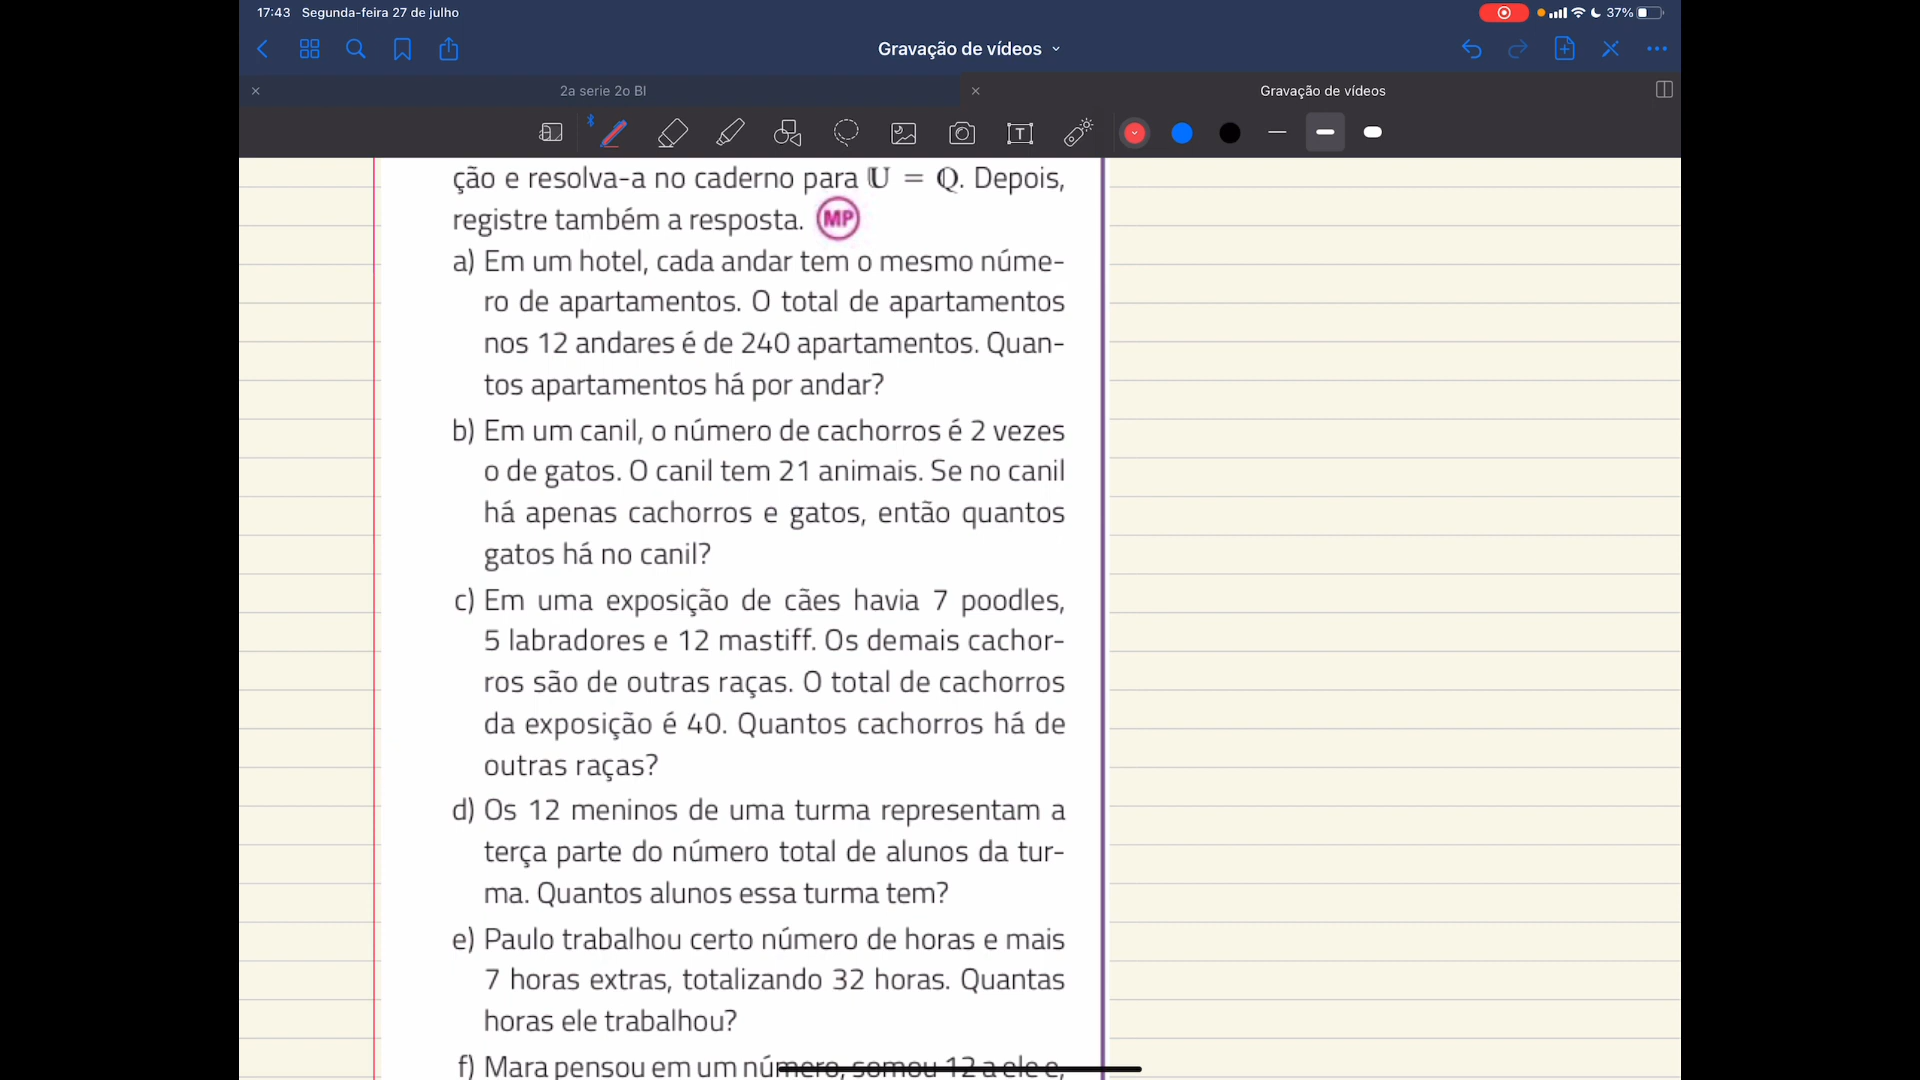 17:43 Segunda-feira 27 de julho
37%
Gravação de vídeos
2a serie 2o BI
Gravação de vídeos
ção e resolva-a no caderno para 𝕌 = ℚ. Depois,
registre também a resposta. MP
a) Em um hotel, cada andar tem o mesmo núme-
ro de apartamentos. O total de apartamentos
nos 12 andares é de 240 apartamentos. Quan-
tos apartamentos há por andar?
b) Em um canil, o número de cachorros é 2 vezes
o de gatos. O canil tem 21 animais. Se no canil
há apenas cachorros e gatos, então quantos
gatos há no canil?
c) Em uma exposição de cães havia 7 poodles,
5 labradores e 12 mastiff. Os demais cachor-
ros são de outras raças. O total de cachorros
da exposição é 40. Quantos cachorros há de
outras raças?
d) Os 12 meninos de uma turma representam a
terça parte do número total de alunos da tur-
ma. Quantos alunos essa turma tem?
e) Paulo trabalhou certo número de horas e mais
7 horas extras, totalizando 32 horas. Quantas
horas ele trabalhou?
f) Mara pensou em um número, somou 12 a ele e,